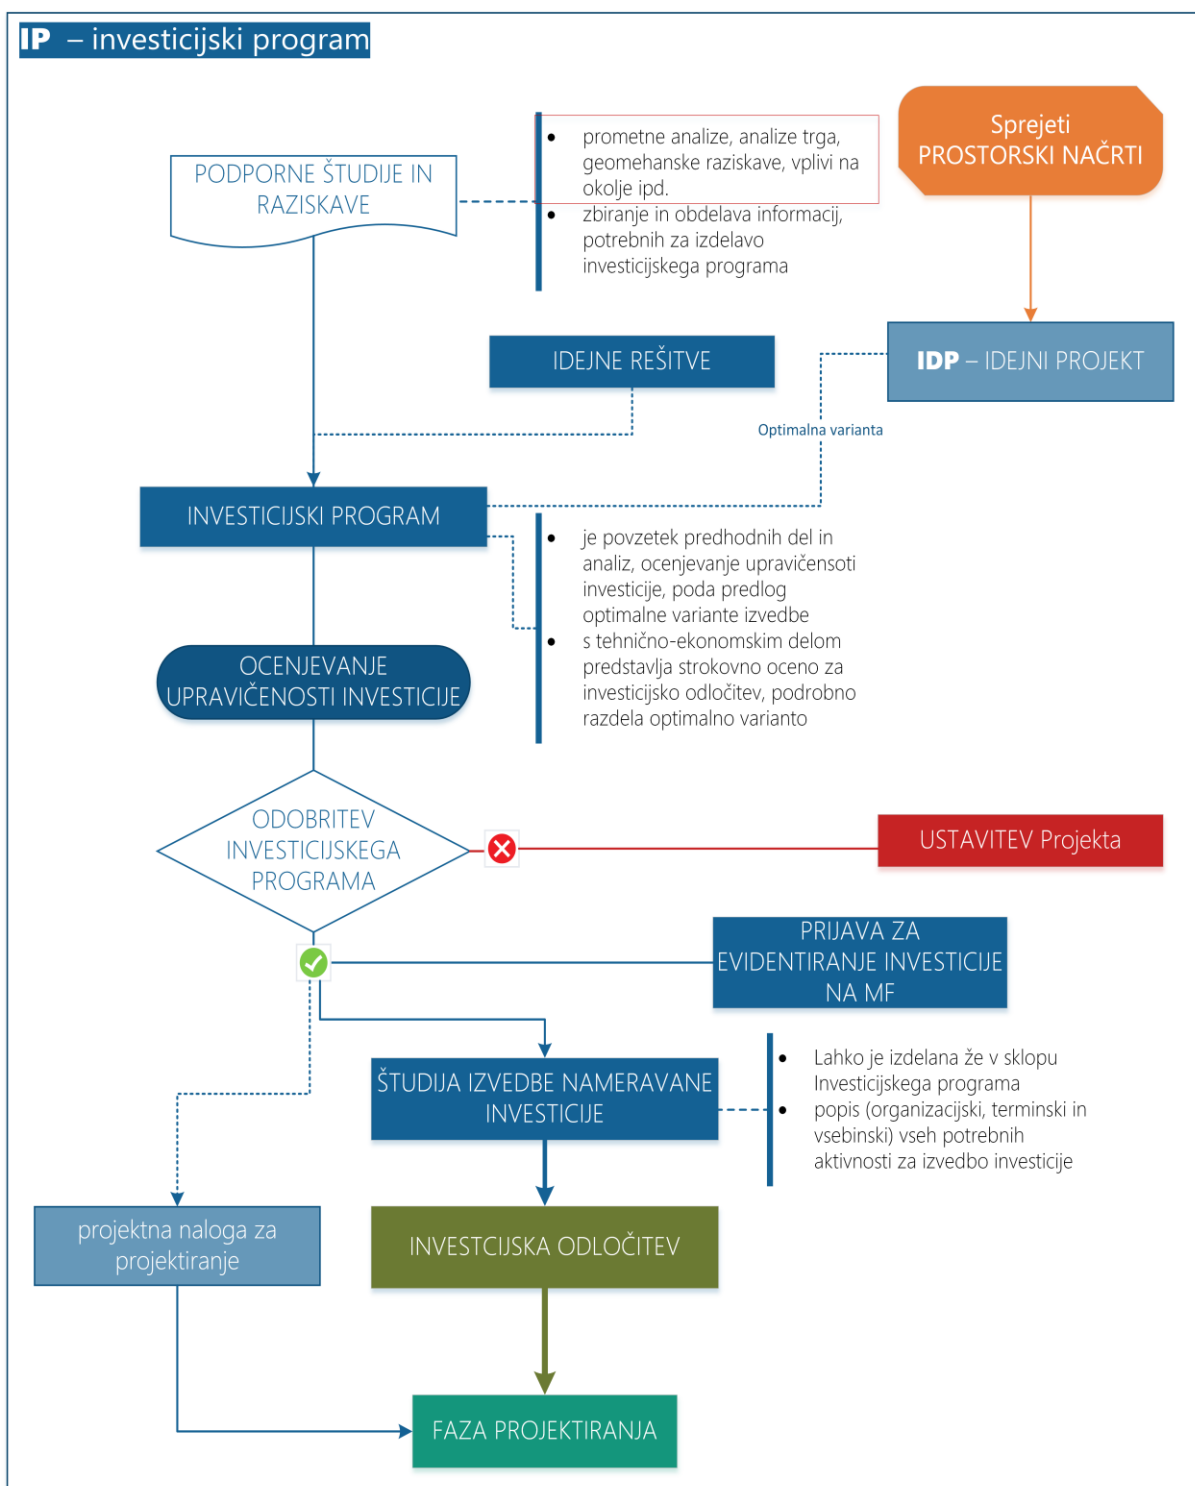 IP – investicijski program
• prometne analize, analize trga,
geomehanske raziskave, vplivi na
okolje ipd.
• zbiranje in obdelava informacij,
potrebnih za izdelavo
investicijskega programa
Sprejeti
PROSTORSKI NAČRTI
PODPORNE ŠTUDIJE IN
RAZISKAVE
IDEJNE REŠITVE
IDP – IDEJNI PROJEKT
Optimalna varianta
INVESTICIJSKI PROGRAM
• je povzetek predhodnih del in
analiz, ocenjevanje upravičensoti
investicije, poda predlog
optimalne variante izvedbe
• s tehnično-ekonomskim delom
predstavlja strokovno oceno za
investicijsko odločitev, podrobno
razdela optimalno varianto
OCENJEVANJE
UPRAVIČENOSTI INVESTICIJE
ODOBRITEV
INVESTICIJSKEGA
PROGRAMA
USTAVITEV Projekta
PRIJAVA ZA
EVIDENTIRANJE INVESTICIJE
NA MF
ŠTUDIJA IZVEDBE NAMERAVANE
INVESTICIJE
• Lahko je izdelana že v sklopu
Investicijskega programa
• popis (organizacijski, terminski in
vsebinski) vseh potrebnih
aktivnosti za izvedbo investicije
projektna naloga za
projektiranje
INVESTCIJSKA ODLOČITEV
FAZA PROJEKTIRANJA